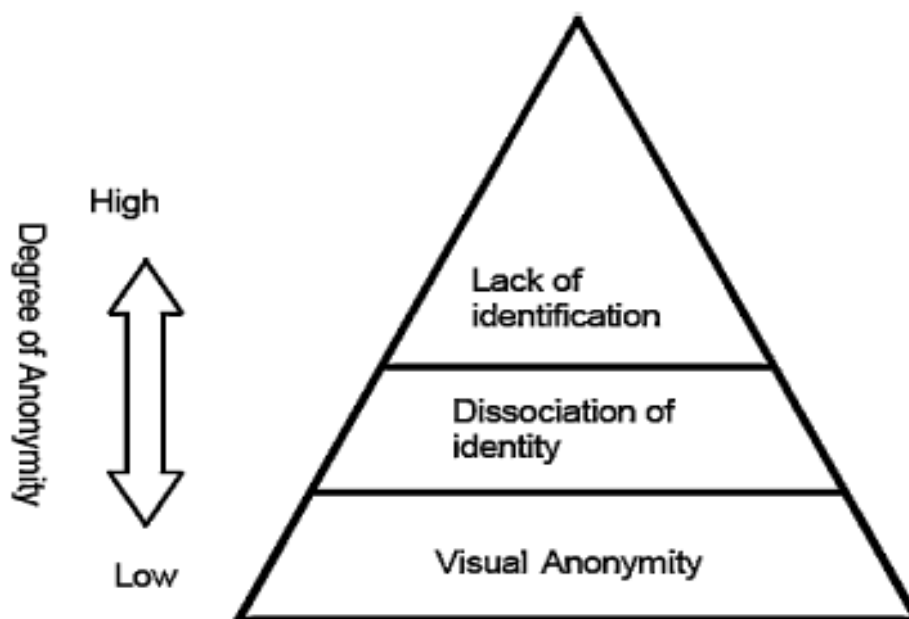 High
Degree of Anonymity
Low
Lack of
identification
Dissociation of
identity
Visual Anonymity